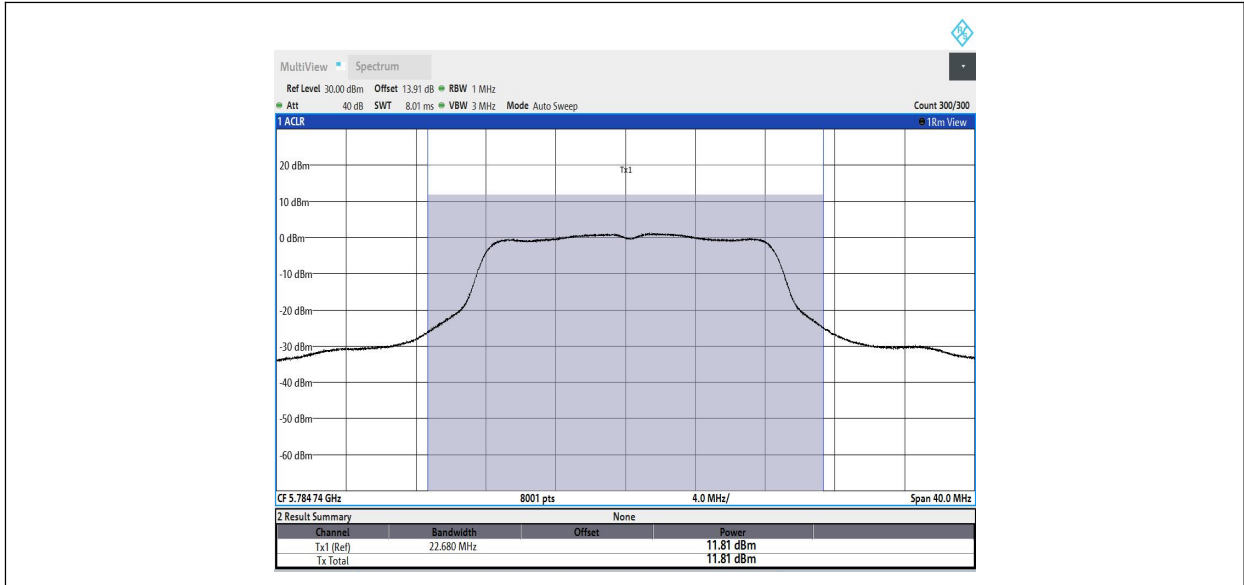 R S
MultiView Spectrum
Ref Level 30.00 dBm Offset 13.91 dB RBW 1 MHz
Att 40 dB SWT 8.01 ms VBW 3 MHz Mode Auto Sweep Count 300/300
1 ACLR 1Rm View
20 dBm
Tx1
10 dBm
0 dBm
-10 dBm
-20 dBm
-30 dBm
-40 dBm
-50 dBm
-60 dBm
CF 5.784 74 GHz 8001 pts 4.0 MHz/ Span 40.0 MHz
2 Result Summary None
Channel Bandwidth Offset Power
Tx1 (Ref) 22.680 MHz 11.81 dBm
Tx Total 11.81 dBm